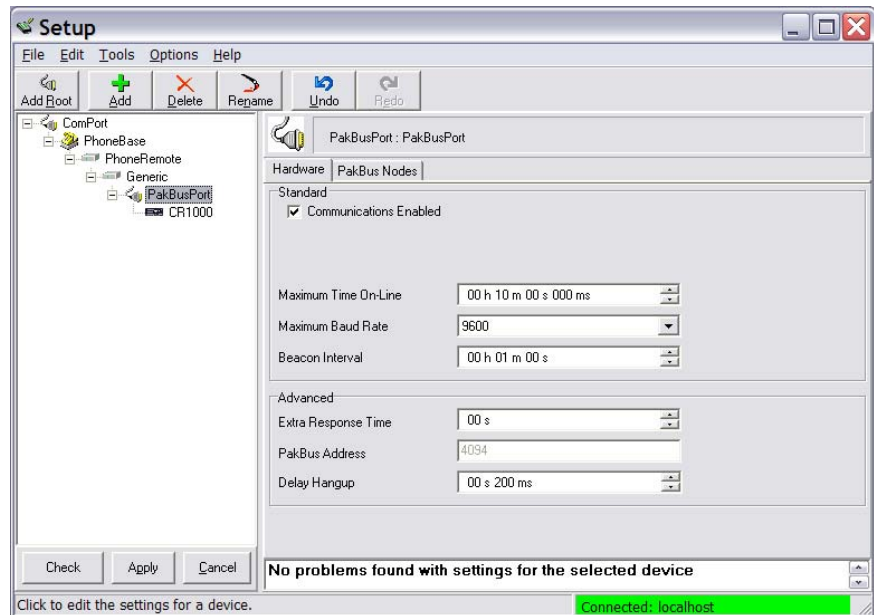 Setup
File Edit Tools Options Help
Add Root Add Delete Rename Undo Redo
ComPort
PhoneBase
PhoneRemote
Generic
PakBusPort
CR1000
PakBusPort : PakBusPort
Hardware PakBus Nodes
Standard
Communications Enabled
Maximum Time On-Line 00 h 10 m 00 s 000 ms
Maximum Baud Rate 9600
Beacon Interval 00 h 01 m 00 s
Advanced
Extra Response Time 00 s
PakBus Address 4094
Delay Hangup 00 s 200 ms
Check Apply Cancel
No problems found with settings for the selected device
Click to edit the settings for a device. Connected: localhost